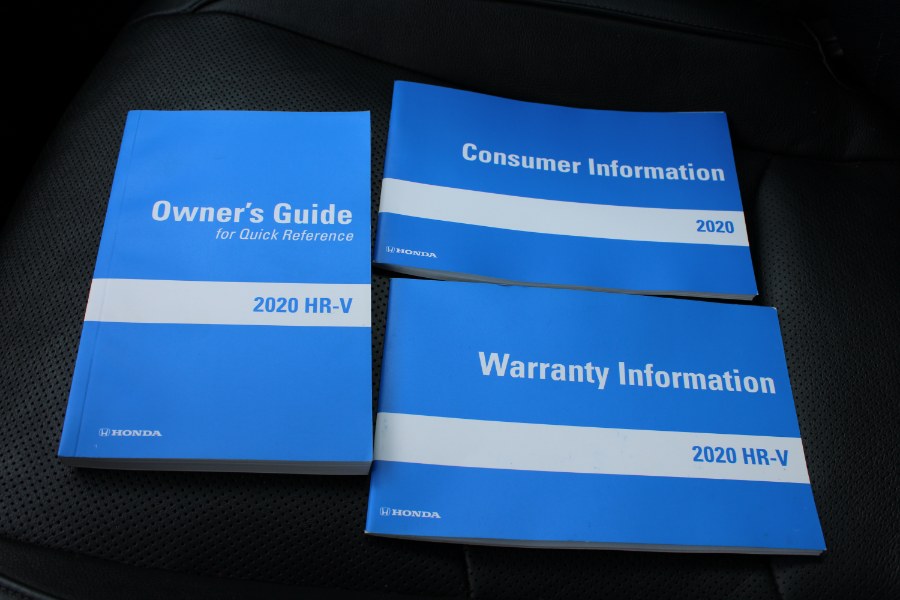 Owner's Guide
for Quick Reference
2020 HR-V
HONDA
Consumer Information
2020
HONDA
Warranty Information
2020 HR-V
HONDA